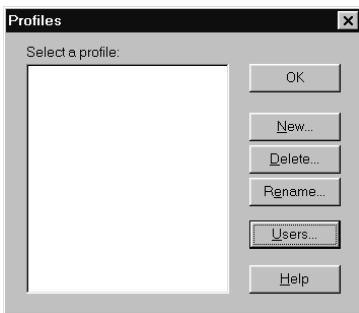 Profiles
Select a profile:
OK
New...
Delete...
Rename...
Users...
Help